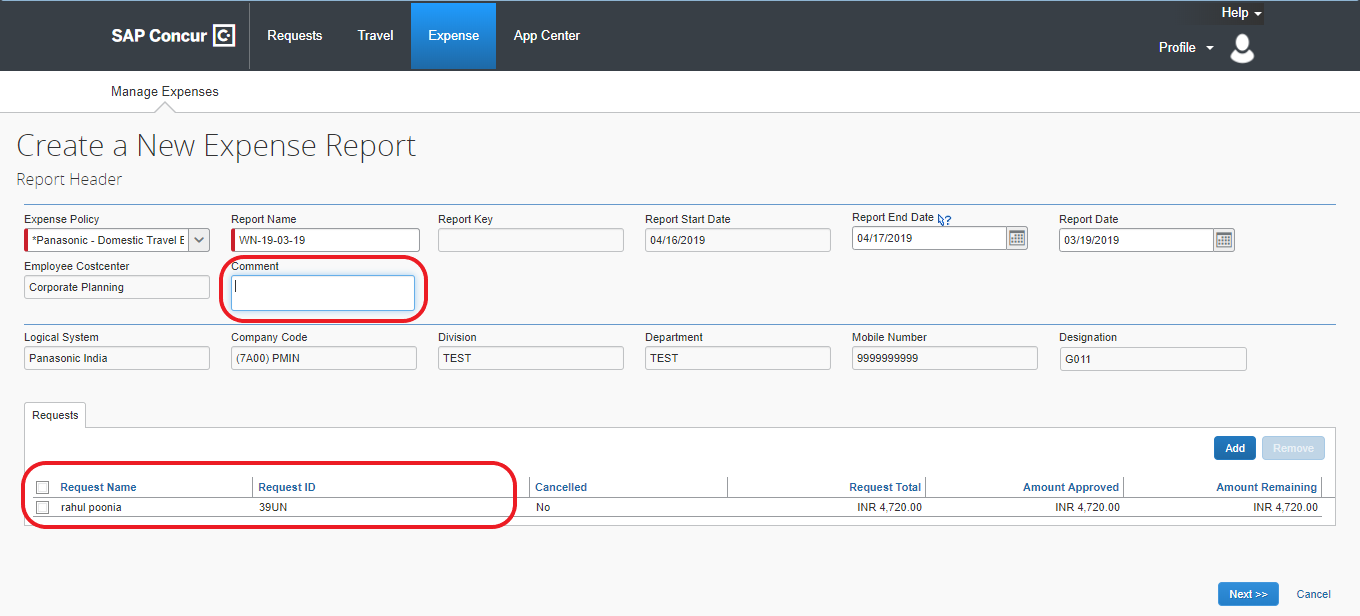 Help
SAP Concur C Requests Travel Expense App Center Profile
Manage Expenses
Create a New Expense Report
Report Header
Expense Policy Report Name Report Key Report Start Date Report End Date ? Report Date
*Panasonic - Domestic Travel E WN-19-03-19 04/16/2019 04/17/2019 03/19/2019
Employee Costcenter Comment
Corporate Planning
Logical System Company Code Division Department Mobile Number Designation
Panasonic India (7A00) PMIN TEST TEST 9999999999 G011
Requests
Add Remove
Request Name Request ID Cancelled Request Total Amount Approved Amount Remaining
rahul poonia 39UN No INR 4,720.00 INR 4,720.00 INR 4,720.00
Next >> Cancel